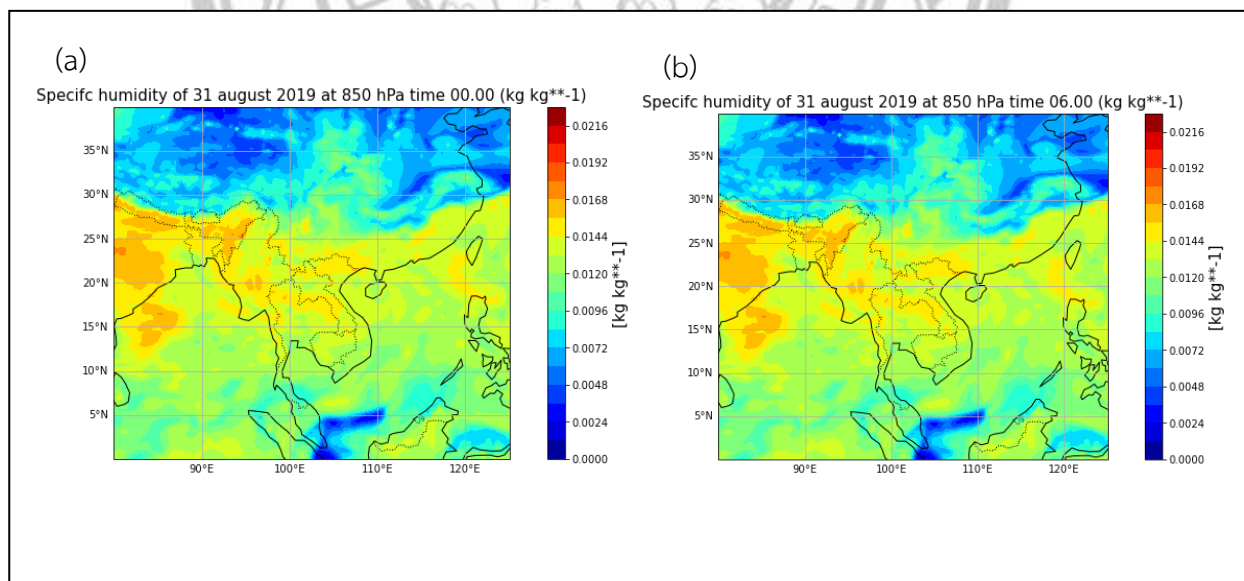 (a)
Specifc humidity of 31 august 2019 at 850 hPa time 00.00 (kg kg**-1)
35°N
30°N
25°N
20°N
15°N
10°N
5°N
90°E 100°E 110°E 120°E
0.0216
0.0192
0.0168
0.0144
0.0120
0.0096
0.0072
0.0048
0.0024
0.0000
[kg kg**-1]
(b)
Specifc humidity of 31 august 2019 at 850 hPa time 06.00 (kg kg**-1)
35°N
30°N
25°N
20°N
15°N
10°N
5°N
90°E 100°E 110°E 120°E
0.0216
0.0192
0.0168
0.0144
0.0120
0.0096
0.0072
0.0048
0.0024
0.0000
[kg kg**-1]